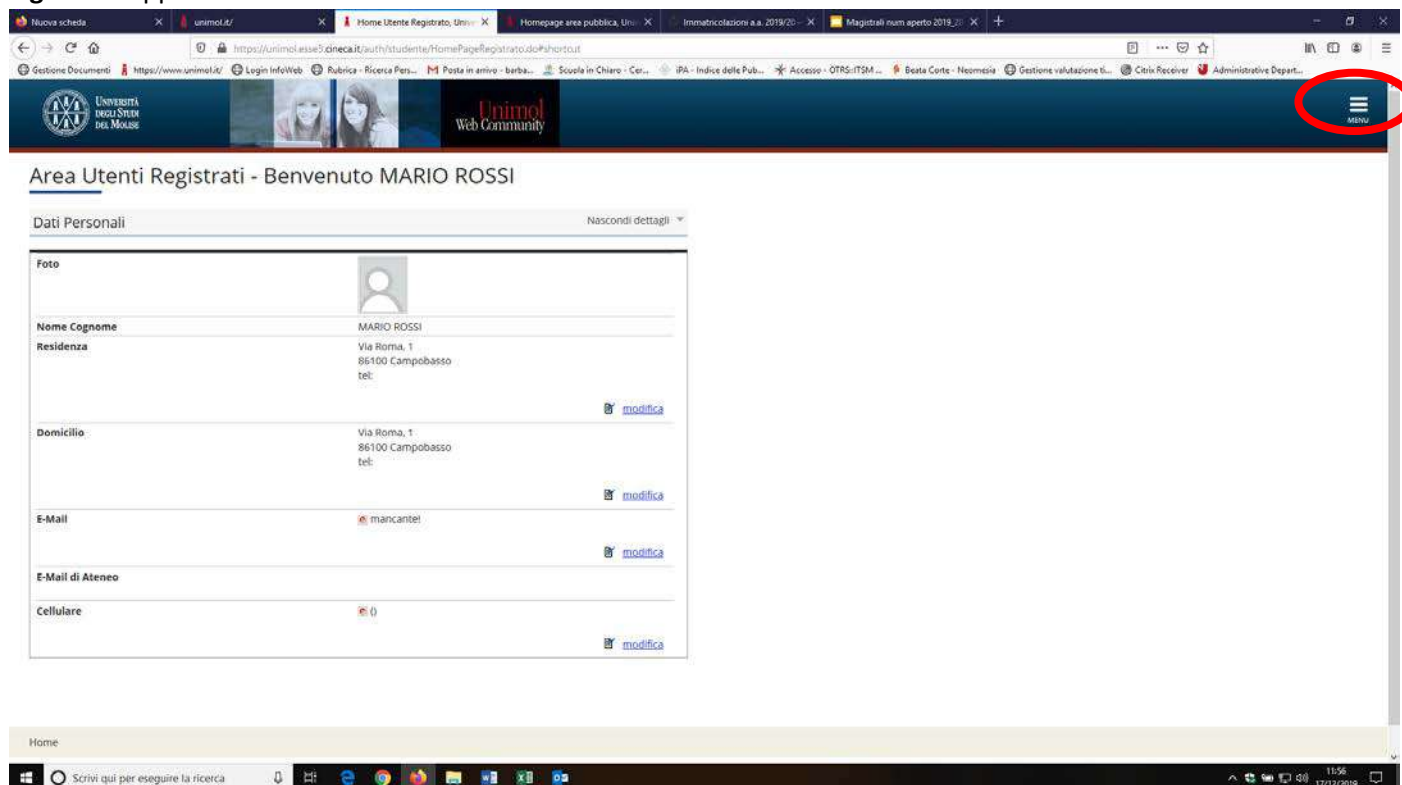 Nuova scheda
unimol.it/
Home Utente Registrato, Univ
Homepage area pubblica, Uni
Immatricolazioni a.a. 2019/20 -
Magistrali num aperto 2019_20
https://unimol.esse3.cineca.it/auth/studente/HomePageRegistrato.do#shortcut
Gestione Documenti
https://www.unimol.it/
Login InfoWeb
Rubrica - Ricerca Pers...
Posta in arrivo - barba...
Scuola in Chiaro - Cer...
iPA - Indice delle Pub...
Accesso - OTRS::ITSM ...
Beata Corte - Neomesia
Gestione valutazione ti...
Citrix Receiver
Administrative Depart...
UNIVERSITÀ
DEGLI STUDI
DEL MOLISE
Unimol
Web Community
MENU
Area Utenti Registrati - Benvenuto MARIO ROSSI
Dati Personali
Nascondi dettagli
Foto
Nome Cognome
MARIO ROSSI
Residenza
Via Roma, 1
86100 Campobasso
tel:
modifica
Domicilio
Via Roma, 1
86100 Campobasso
tel:
modifica
E-Mail
mancante!
modifica
E-Mail di Ateneo
Cellulare
()
modifica
Home
Scrivi qui per eseguire la ricerca
11:56
17/12/2019